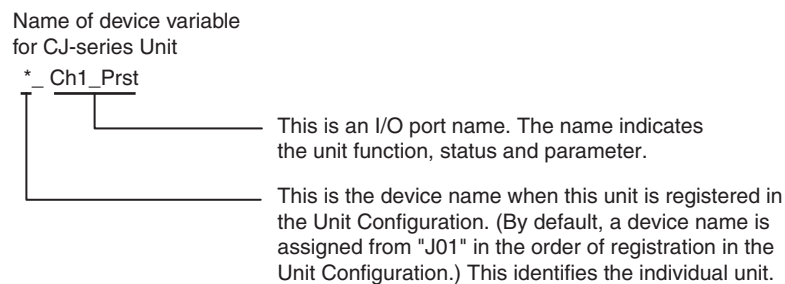 Name of device variable
for CJ-series Unit
*_ Ch1_Prst
This is an I/O port name. The name indicates
the unit function, status and parameter.
This is the device name when this unit is registered in
the Unit Configuration. (By default, a device name is
assigned from "J01" in the order of registration in the
Unit Configuration.) This identifies the individual unit.